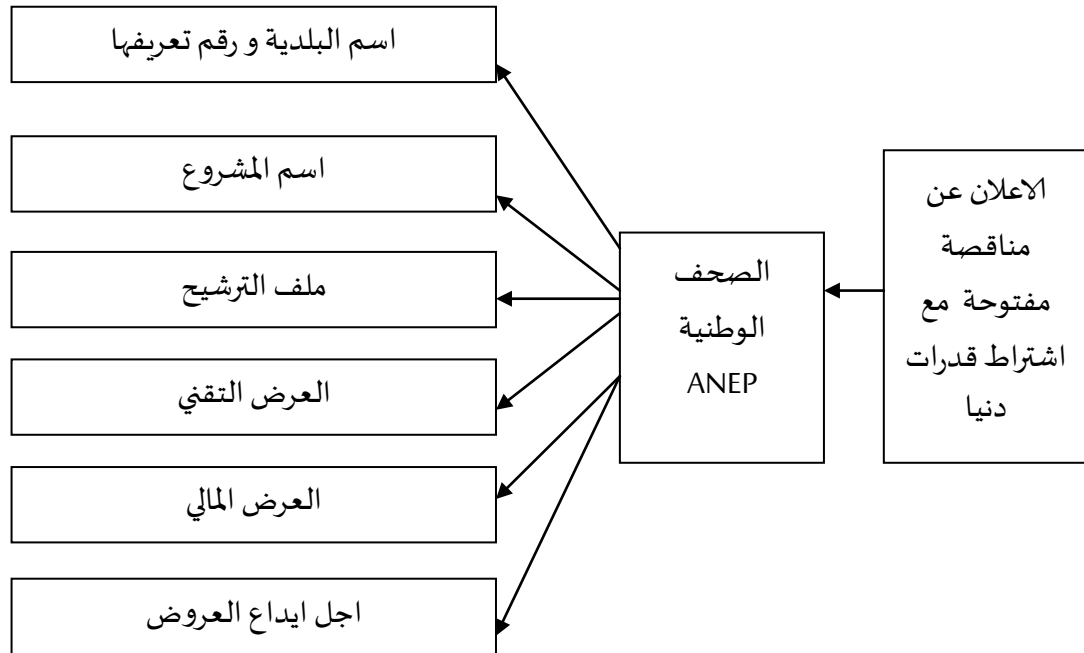 الاعلان عن
مناقصة
مفتوحة مع
اشتراط قدرات
دنيا
الصحف
الوطنية
ANEP
اسم البلدية و رقم تعريفها
اسم المشروع
ملف الترشيح
العرض التقني
العرض المالي
اجل ايداع العروض